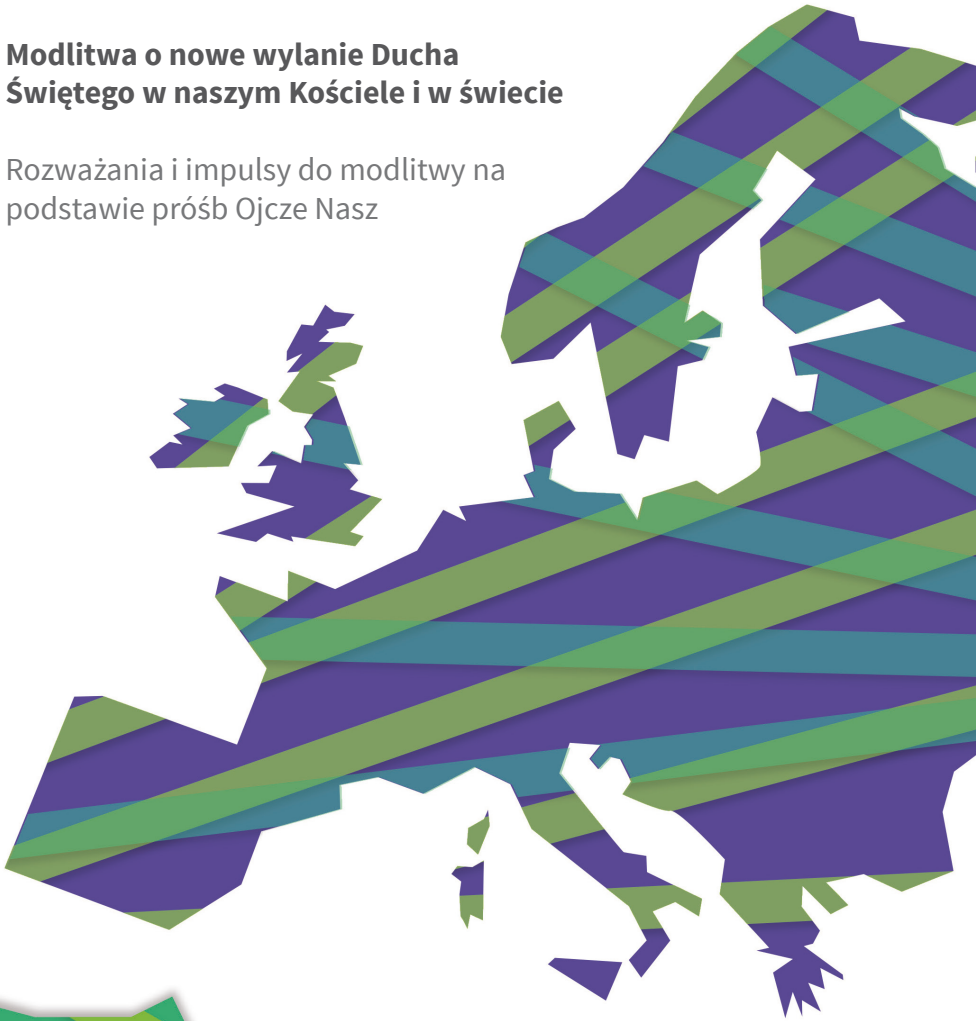 Modlitwa o nowe wylanie Ducha
Świętego w naszym Kościele i w świecie
Rozważania i impulsy do modlitwy na
podstawie próśb Ojcze Nasz